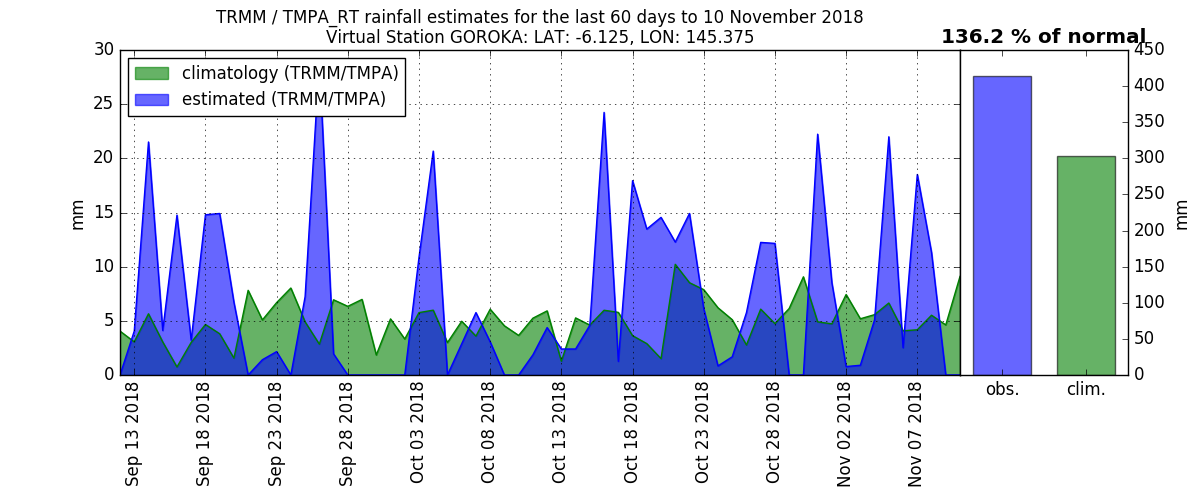 TRMM / TMPA_RT rainfall estimates for the last 60 days to 10 November 2018
Virtual Station GOROKA: LAT: -6.125, LON: 145.375
136.2 % of normal
climatology (TRMM/TMPA)
estimated (TRMM/TMPA)
30
25
20
15
10
5
0
mm
Sep 13 2018
Sep 18 2018
Sep 23 2018
Sep 28 2018
Oct 03 2018
Oct 08 2018
Oct 13 2018
Oct 18 2018
Oct 23 2018
Oct 28 2018
Nov 02 2018
Nov 07 2018
450
400
350
300
250
200
150
100
50
0
mm
obs.
clim.